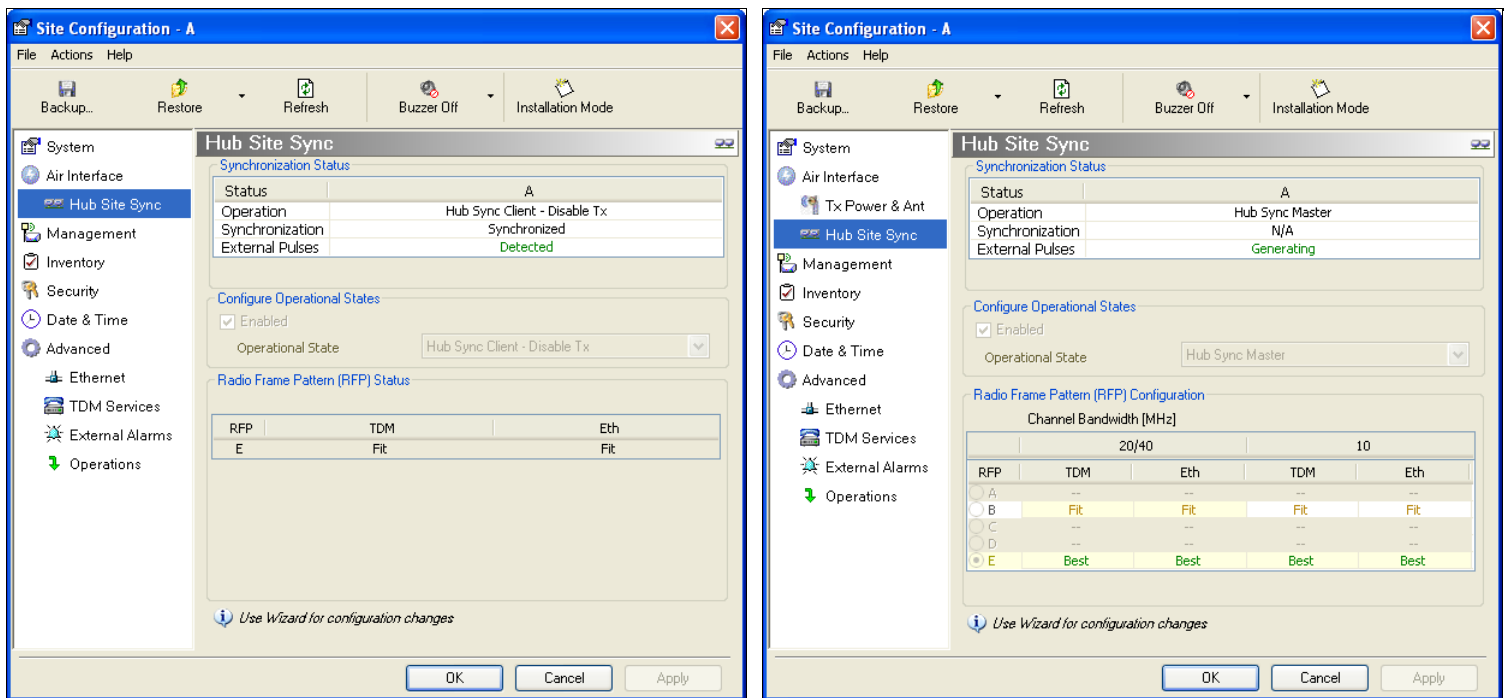 Site Configuration - A
File Actions Help
Backup... Restore Refresh Buzzer Off Installation Mode
System
Air Interface
Hub Site Sync
Management
Inventory
Security
Date & Time
Advanced
Ethernet
TDM Services
External Alarms
Operations
Hub Site Sync
Synchronization Status
Status A
Operation Hub Sync Client - Disable Tx
Synchronization Synchronized
External Pulses Detected
Configure Operational States
Enabled
Operational State Hub Sync Client - Disable Tx
Radio Frame Pattern (RFP) Status
RFP TDM Eth
E Fit Fit
Use Wizard for configuration changes
OK Cancel Apply
Site Configuration - A
File Actions Help
Backup... Restore Refresh Buzzer Off Installation Mode
System
Air Interface
Tx Power & Ant
Hub Site Sync
Management
Inventory
Security
Date & Time
Advanced
Ethernet
TDM Services
External Alarms
Operations
Hub Site Sync
Synchronization Status
Status A
Operation Hub Sync Master
Synchronization N/A
External Pulses Generating
Configure Operational States
Enabled
Operational State Hub Sync Master
Radio Frame Pattern (RFP) Configuration
Channel Bandwidth [MHz]
20/40 10
RFP TDM Eth TDM Eth
A -- -- -- --
B Fit Fit Fit Fit
C -- -- -- --
D -- -- -- --
E Best Best Best Best
Use Wizard for configuration changes
OK Cancel Apply